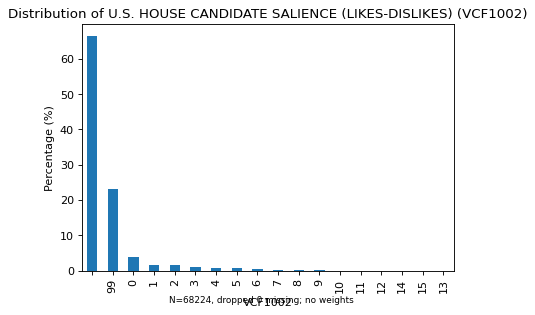 Distribution of U.S. HOUSE CANDIDATE SALIENCE (LIKES-DISLIKES) (VCF1002)
Percentage (%)
60
50
40
30
20
10
0
99 0 1 2 3 4 5 6 7 8 9 10 11 12 14 15 13
VCF1002
N=68224, dropped 0 missing; no weights